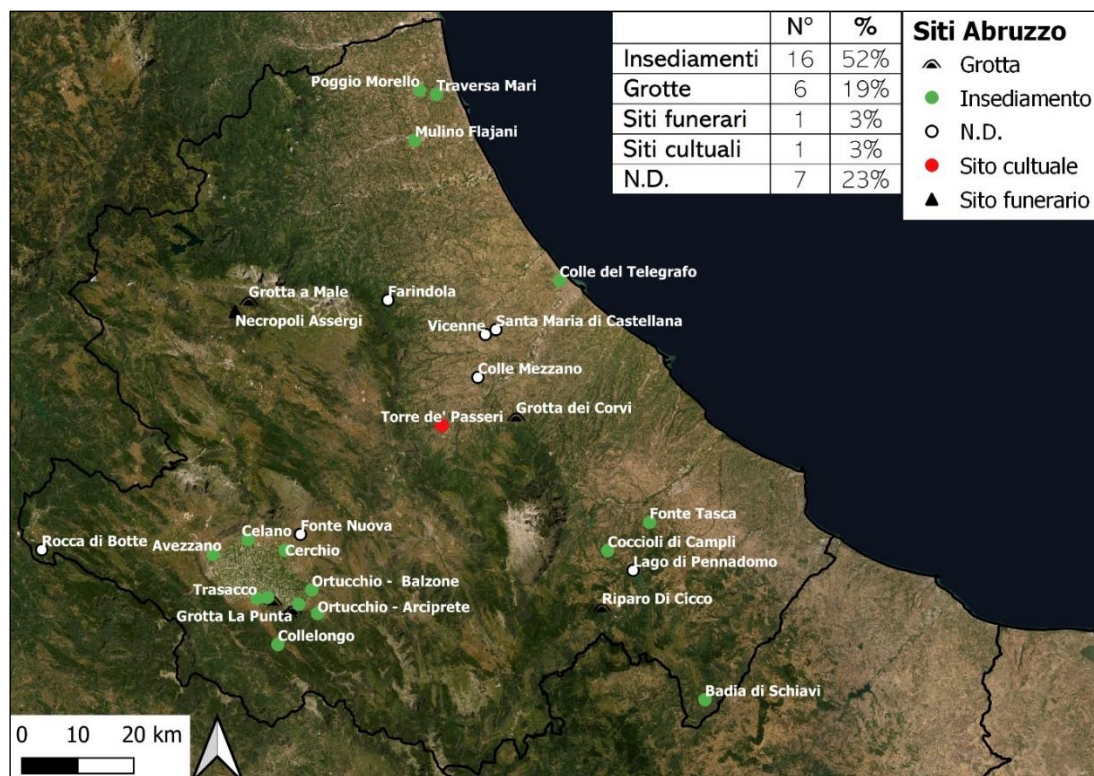 N° %
Insediamenti 16 52%
Grotte 6 19%
Siti funerari 1 3%
Siti cultuali 1 3%
N.D. 7 23%
Siti Abruzzo
Grotta
Insediamento
N.D.
Sito cultuale
Sito funerario
Poggio Morello
Traversa Mari
Mulino Flajani
Colle del Telegrafo
Grotta a Male
Farindola
Necropoli Assergi
Vicenne
Santa Maria di Castellana
Colle Mezzano
Torre de' Passeri
Grotta dei Corvi
Fonte Tasca
Celano
Fonte Nuova
Rocca di Botte
Avezzano
Cerchio
Coccioli di Campli
Lago di Pennadomo
Ortucchio - Balzone
Trasacco
Grotta La Punta
Ortucchio - Arciprete
Riparo Di Cicco
Collelongo
Badia di Schiavi
0 10 20 km